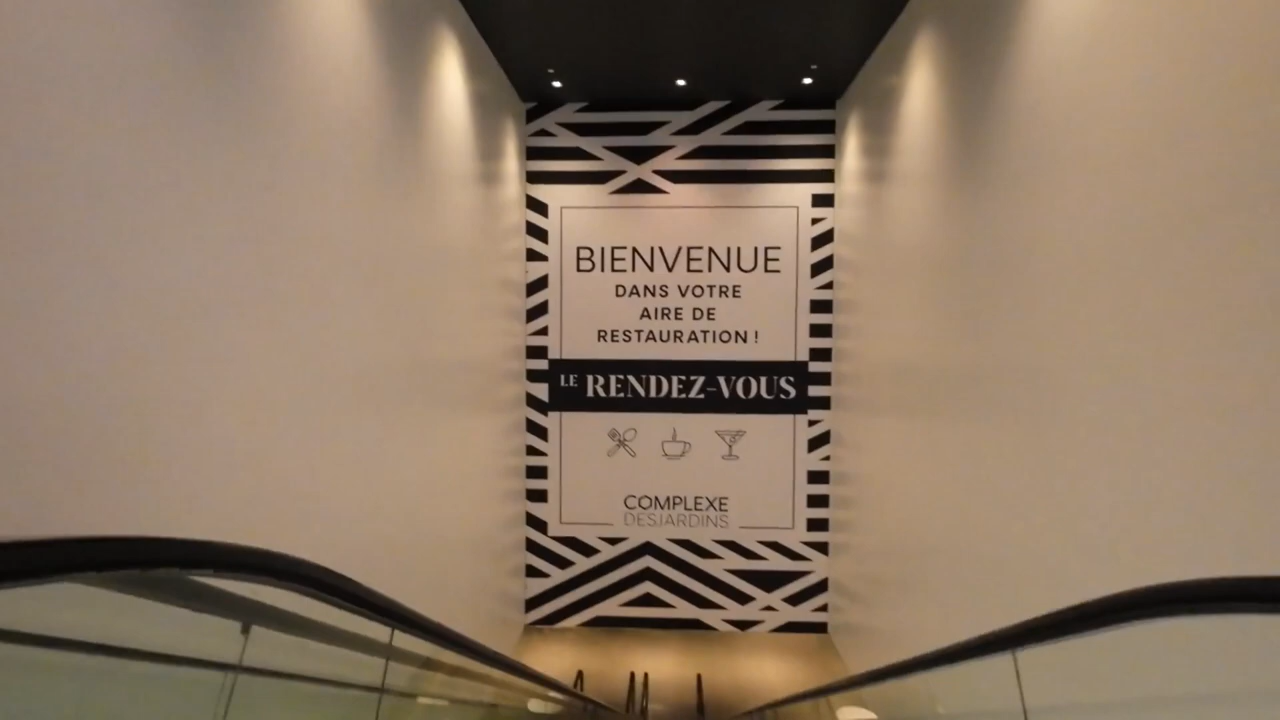 BIENVENUE
DANS VOTRE
AIRE DE
RESTAURATION !
LE RENDEZ-VOUS
COMPLEXE
DESJARDINS